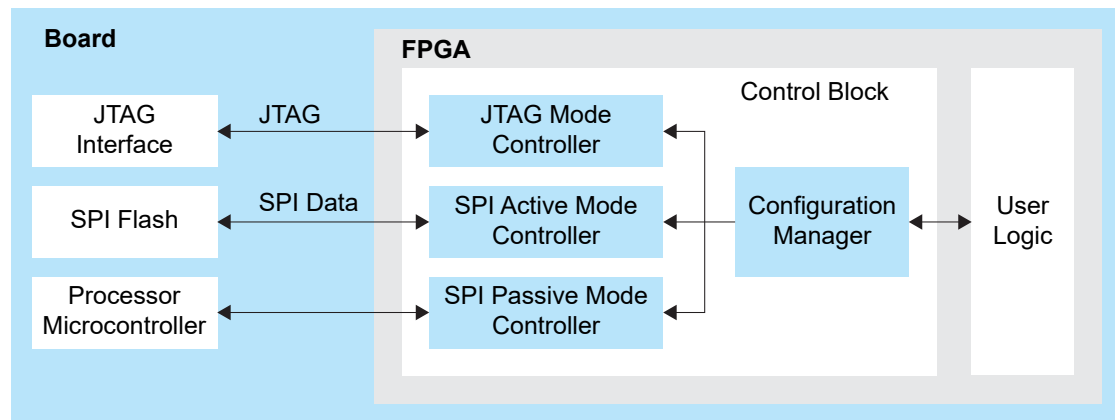 Board
FPGA
Control Block
JTAG
Interface
JTAG
JTAG Mode
Controller
SPI Flash
SPI Data
SPI Active Mode
Controller
Configuration
Manager
User
Logic
Processor
Microcontroller
SPI Passive Mode
Controller